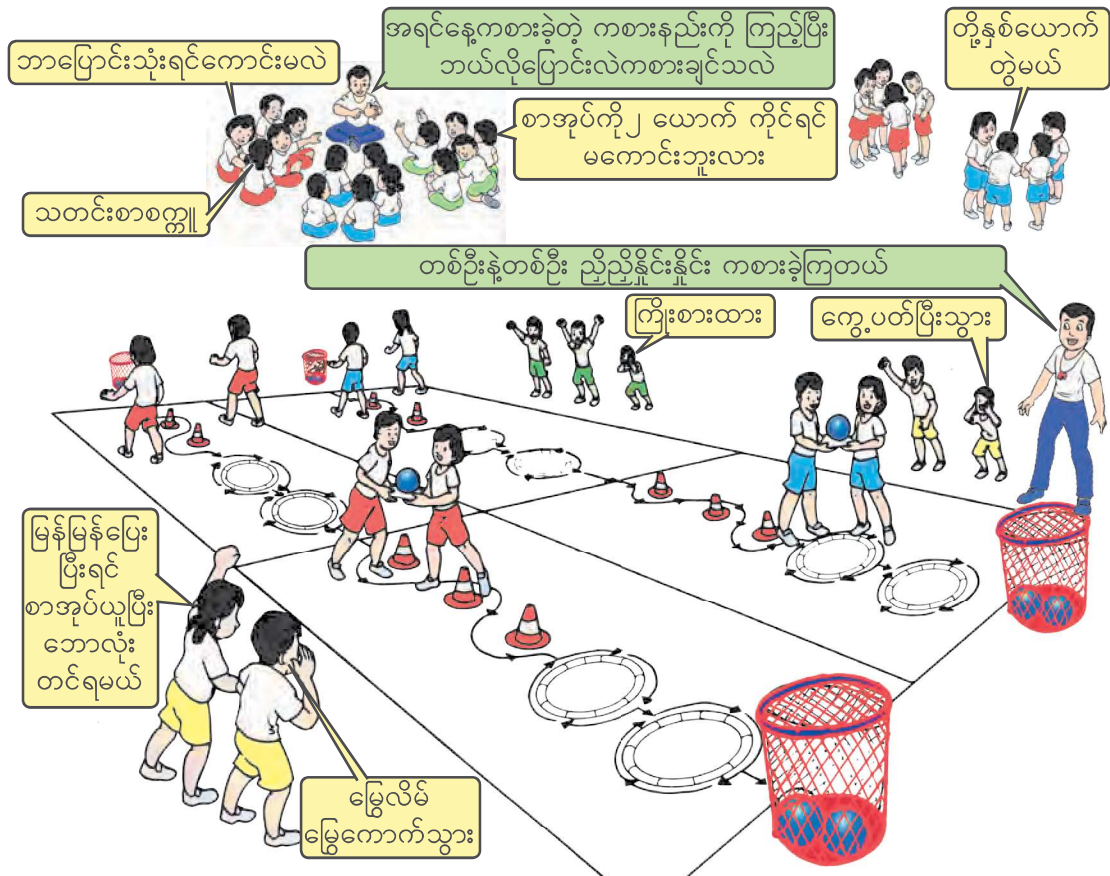 ဘာပြောင်းသုံးရင်ကောင်းမလဲ
အရင်နေ့ကစားခဲ့တဲ့ ကစားနည်းကို ကြည့်ပြီး
ဘယ်လိုပြောင်းလဲကစားချင်သလဲ
တို့နှစ်ယောက်
တွဲမယ်
စာအုပ်ကို၂ ယောက် ကိုင်ရင်
မကောင်းဘူးလား
သတင်းစာစက္ကူ
တစ်ဦးနဲ့တစ်ဦး ညှိညှိနှိုင်းနှိုင်း ကစားခဲ့ကြတယ်
ကြိုးစားထား
ကွေ့ပတ်ပြီးသွား
မြန်မြန်ပြေး
ပြီးရင်
စာအုပ်ယူပြီး
ဘောလုံး
တင်ရမယ်
မြွေလိမ်
မြွေကောက်သွား